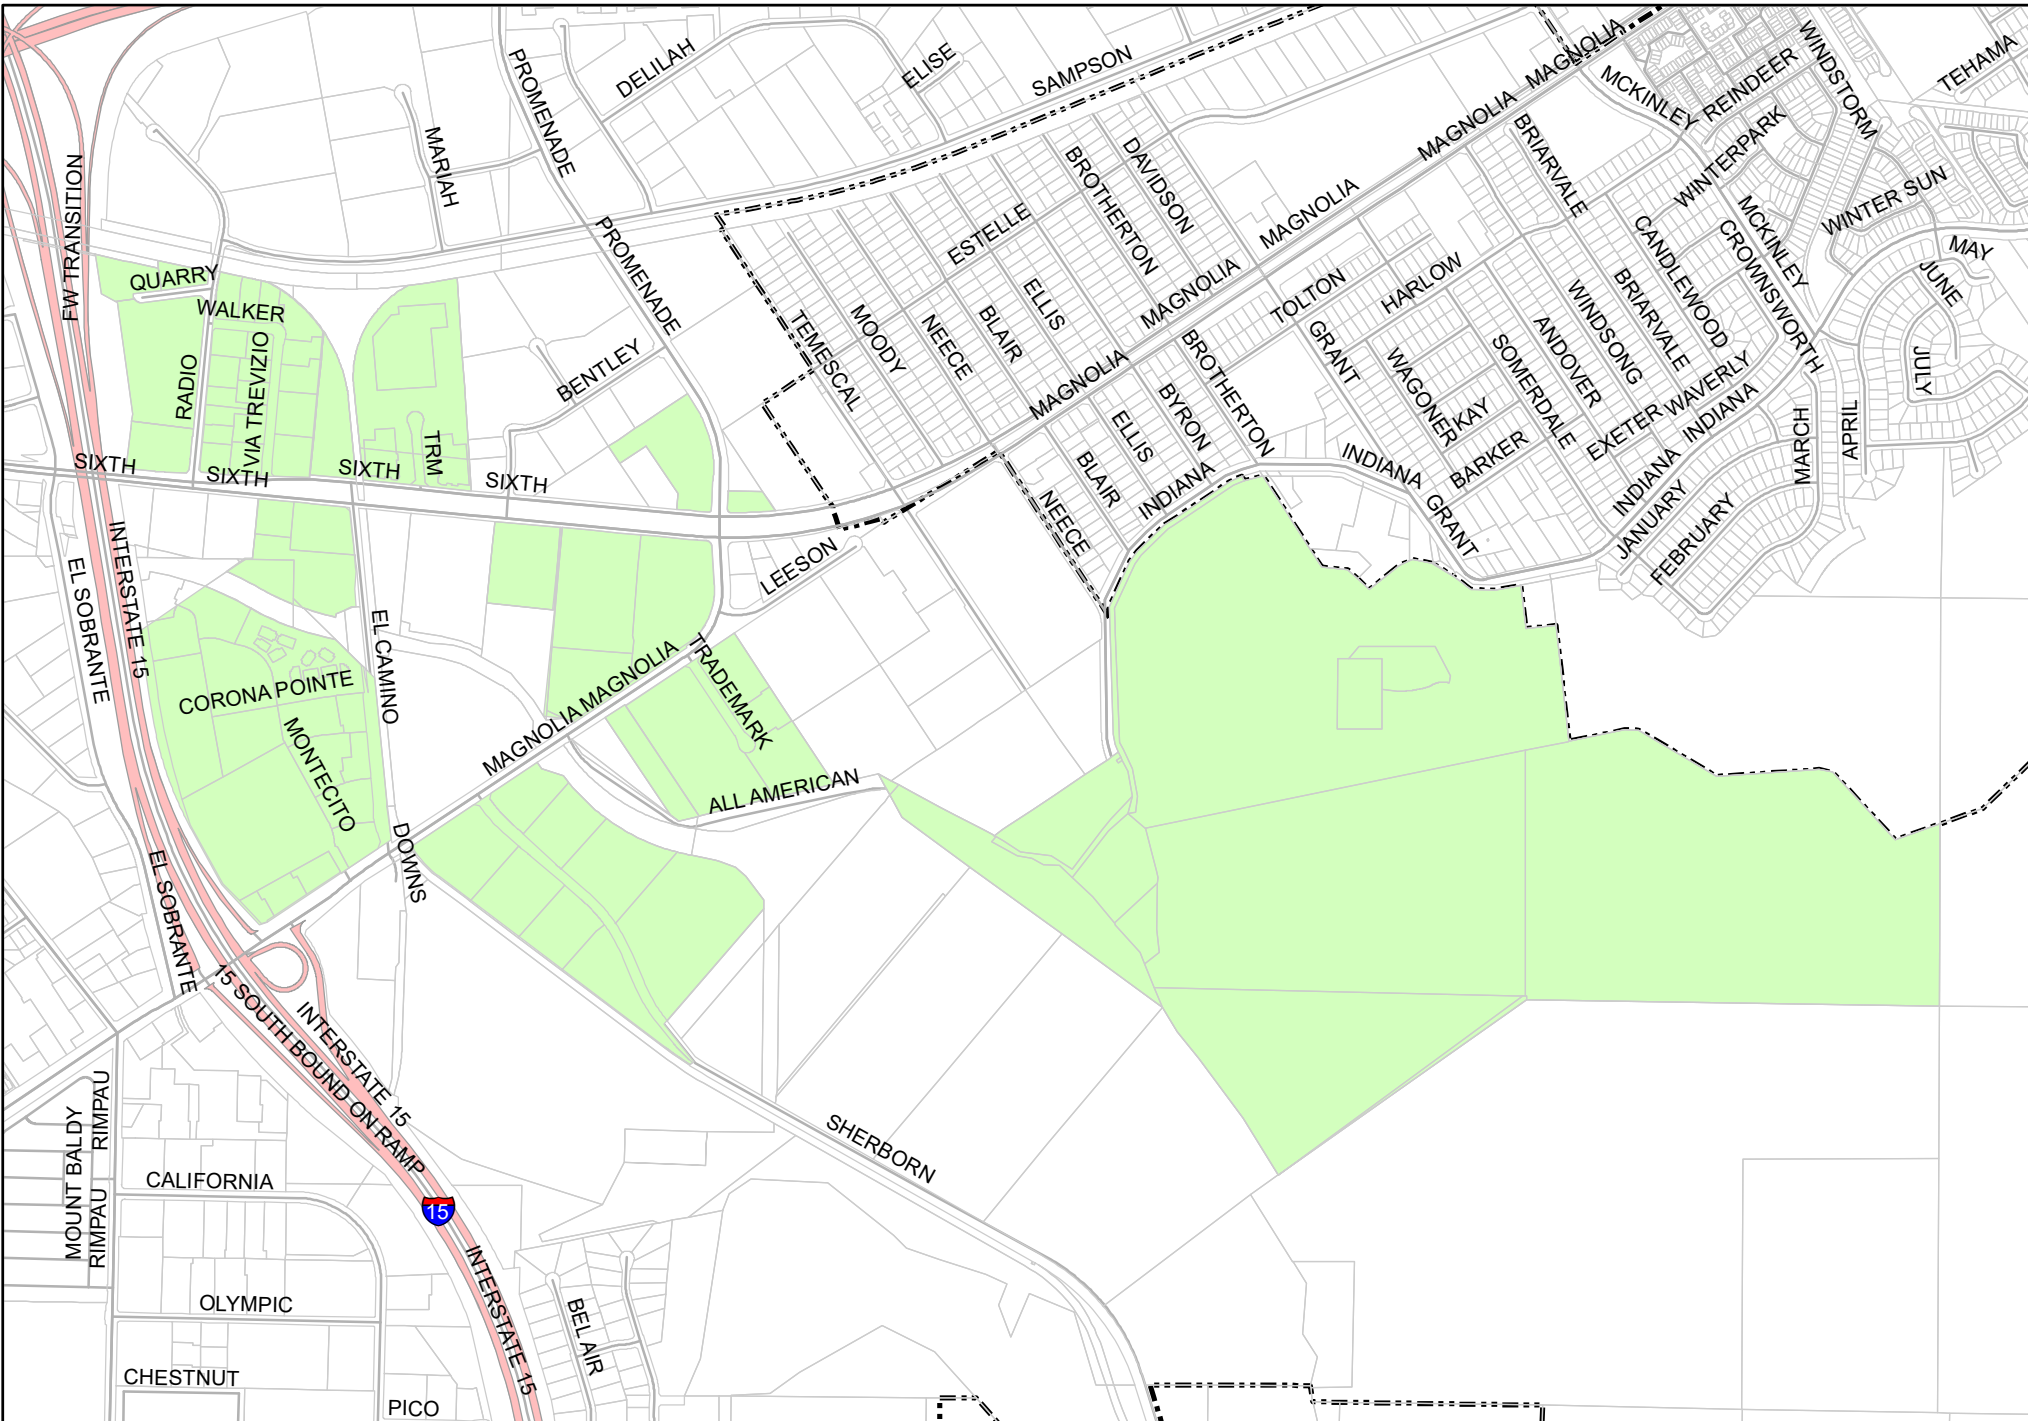 PROMENADE
DELILAH
ELISE
SAMPSON
MAGNOLIA
WINDSTORM
TEHAMA
MCKINLEY
REINDEER
MAGNOLIA
BRIARVALE
WINTERPARK
MARIAH
FW TRANSITION
BROTHERTON
DAVIDSON
MAGNOLIA
MCKINLEY
WINTER SUN
PROMENADE
ESTELLE
CANDLEWOOD
CROWNSWORTH
MAY
JUNE
QUARRY
WALKER
ELLIS
MAGNOLIA
TOLTON
HARLOW
WINDSONG
BRIARVALE
TEMESCAL
MOODY
NEECE
BLAIR
BROTHERTON
GRANT
WAGONER
SOMERDALE
ANDOVER
JULY
RADIO
VIA TREVIZIO
BENTLEY
MAGNOLIA
BYRON
KAY
EXETER
WAVERLY
INDIANA
MARCH
APRIL
TRM
ELLIS
BLAIR
BARKER
SIXTH
SIXTH
SIXTH
SIXTH
INDIANA
INDIANA
GRANT
INDIANA
JANUARY
FEBRUARY
NEECE
LEESON
INTERSTATE 15
EL SOBRANTE
EL CAMINO
TRADEMARK
MAGNOLIA
MAGNOLIA
CORONA POINTE
MONTECITO
ALL AMERICAN
DOWNS
EL SOBRANTE
15 SOUTH BOUND ON RAMP
INTERSTATE 15
SHERBORN
MOUNT BALDY
RIMPAU
RIMPAU
CALIFORNIA
15
OLYMPIC
INTERSTATE 15
BEL AIR
CHESTNUT
PICO